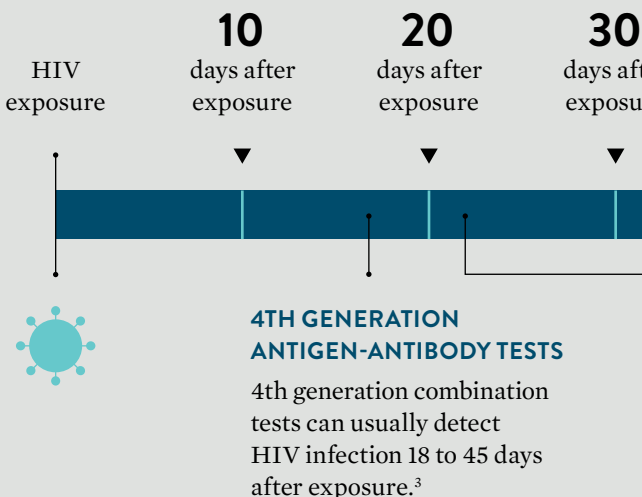 HIV
exposure
10
days after
exposure
20
days after
exposure
30
days
4TH GENERATION
ANTIGEN-ANTIBODY TESTS
4th generation combination
tests can usually detect
HIV infection 18 to 45 days
after exposure.³